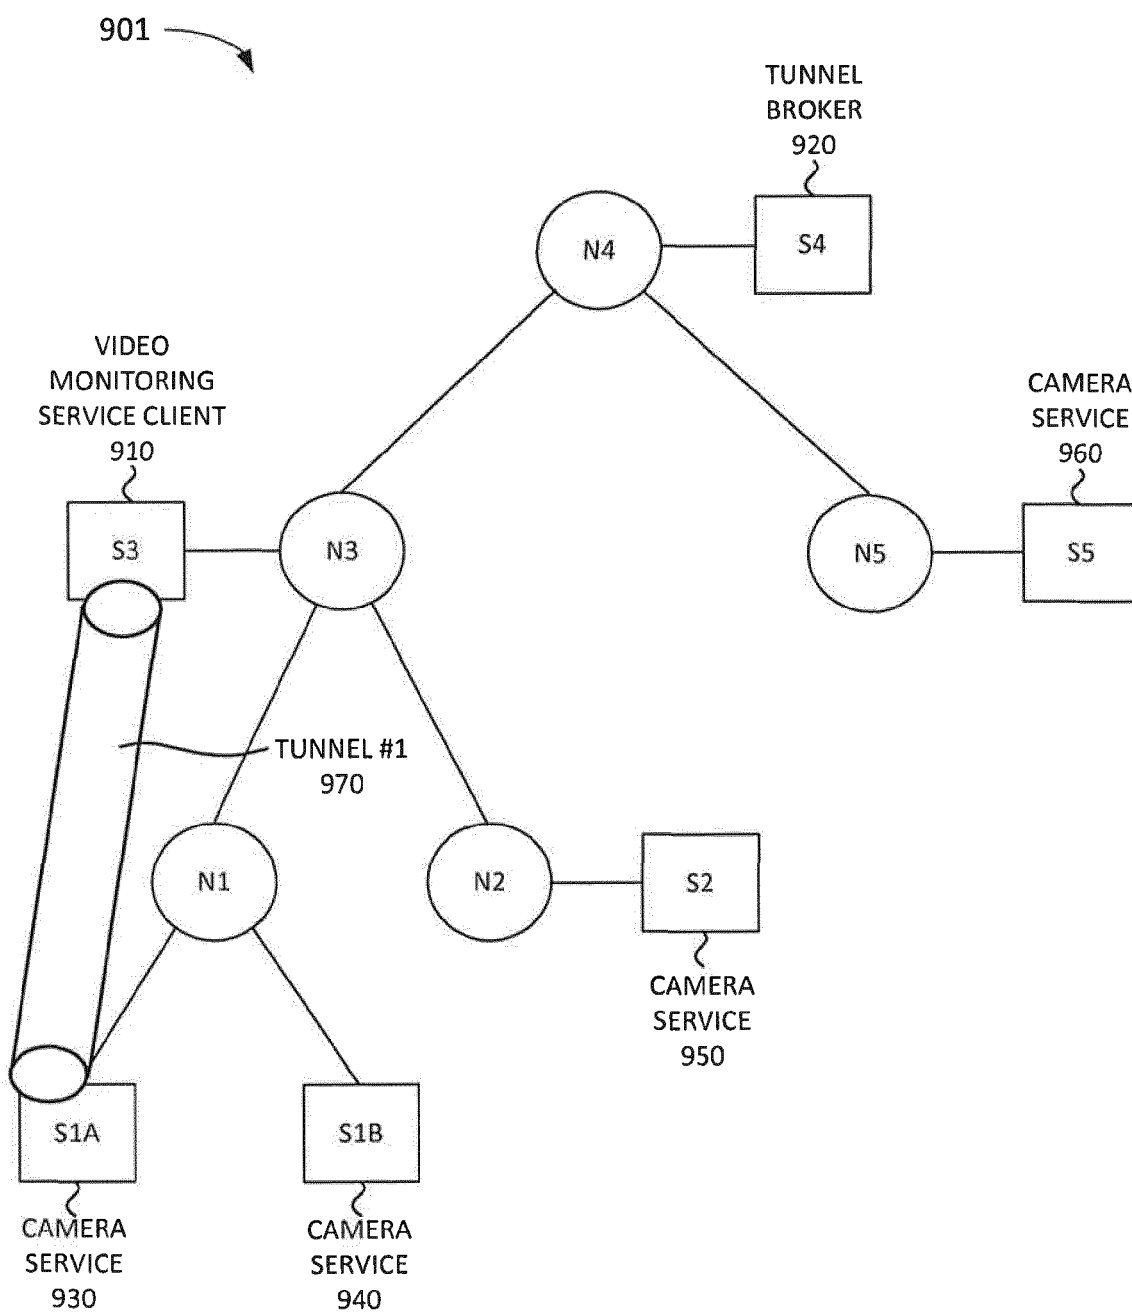 901
TUNNEL
BROKER
920
S4
N4
VIDEO
MONITORING
SERVICE CLIENT
910
CAMERA
SERVICE
960
S3
N3
N5
S5
TUNNEL #1
970
N1
N2
S2
CAMERA
SERVICE
950
S1A
S1B
CAMERA
SERVICE
930
CAMERA
SERVICE
940